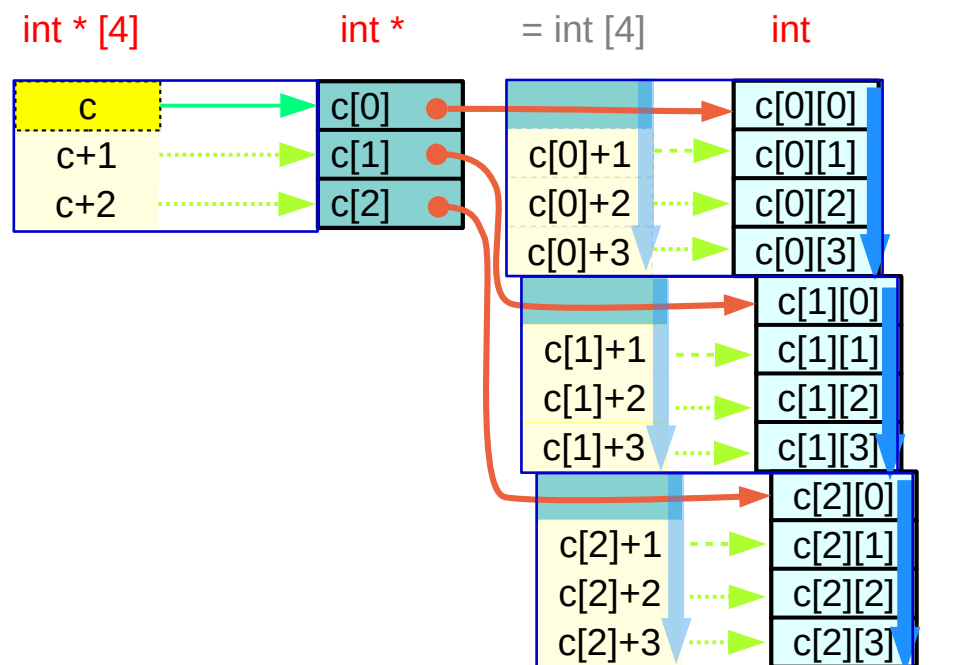 int * [4] int * = int [4] int
c c[0] c[0][0]
c+1 c[1] c[0]+1 c[0][1]
c+2 c[2] c[0]+2 c[0][2]
c[0]+3 c[0][3]
c[1][0]
c[1]+1 c[1][1]
c[1]+2 c[1][2]
c[1]+3 c[1][3]
c[2][0]
c[2]+1 c[2][1]
c[2]+2 c[2][2]
c[2]+3 c[2][3]